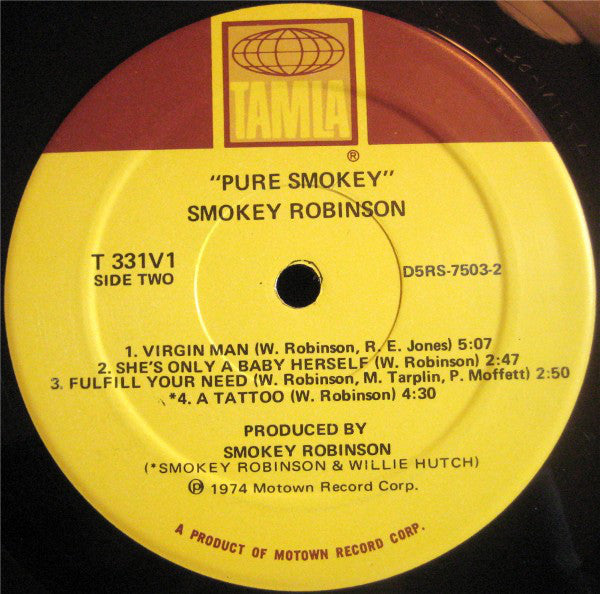 TAMLA
®
"PURE SMOKEY"
SMOKEY ROBINSON
T 331V1
SIDE TWO
D5RS-7503-2
1. VIRGIN MAN (W. Robinson, R. E. Jones) 5:07
2. SHE'S ONLY A BABY HERSELF (W. Robinson) 2:47
3. FULFILL YOUR NEED (W. Robinson, M. Tarplin, P. Moffett) 2:50
*4. A TATTOO (W. Robinson) 4:30
PRODUCED BY
SMOKEY ROBINSON
(*SMOKEY ROBINSON & WILLIE HUTCH)
℗ 1974 Motown Record Corp.
A PRODUCT OF MOTOWN RECORD CORP.